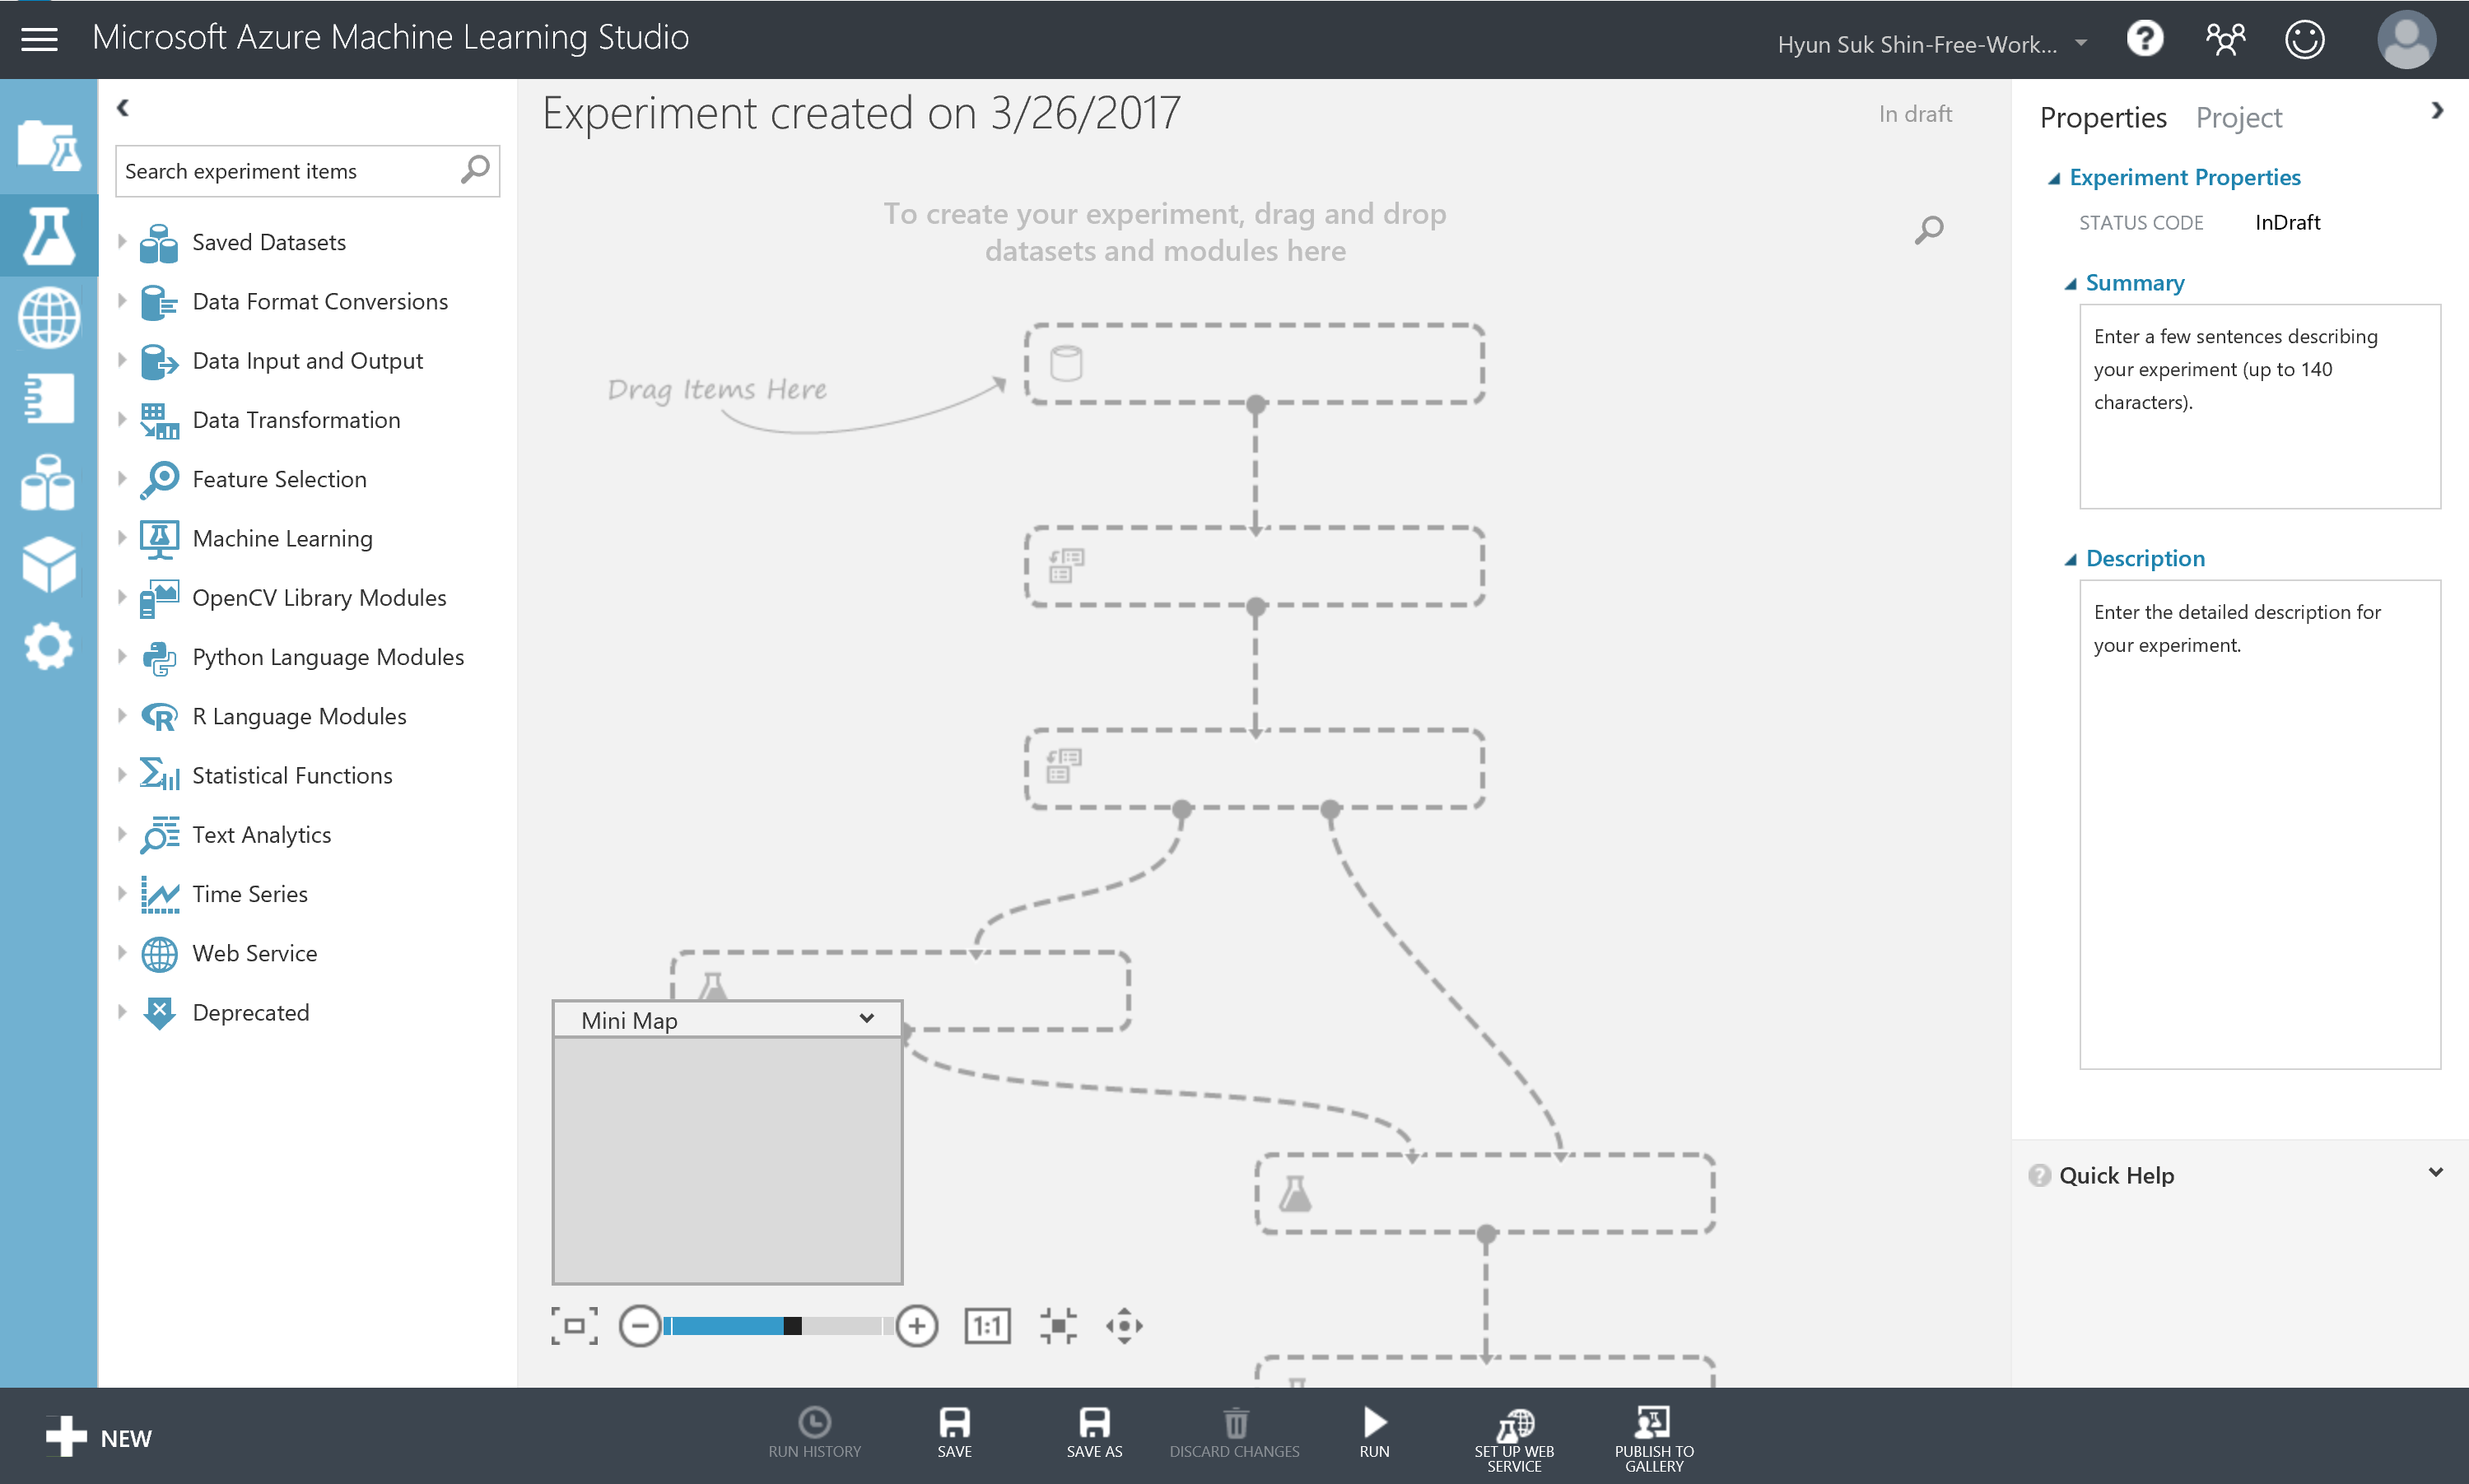 Microsoft Azure Machine Learning Studio
Hyun Suk Shin-Free-Work...
Search experiment items
Saved Datasets
Data Format Conversions
Data Input and Output
Data Transformation
Feature Selection
Machine Learning
OpenCV Library Modules
Python Language Modules
R Language Modules
Statistical Functions
Text Analytics
Time Series
Web Service
Deprecated
Experiment created on 3/26/2017
In draft
To create your experiment, drag and drop
datasets and modules here
Drag Items Here
Mini Map
1:1
Properties
Project
Experiment Properties
STATUS CODE
InDraft
Summary
Enter a few sentences describing
your experiment (up to 140
characters).
Description
Enter the detailed description for
your experiment.
Quick Help
NEW
RUN HISTORY
SAVE
SAVE AS
DISCARD CHANGES
RUN
SET UP WEB
SERVICE
PUBLISH TO
GALLERY